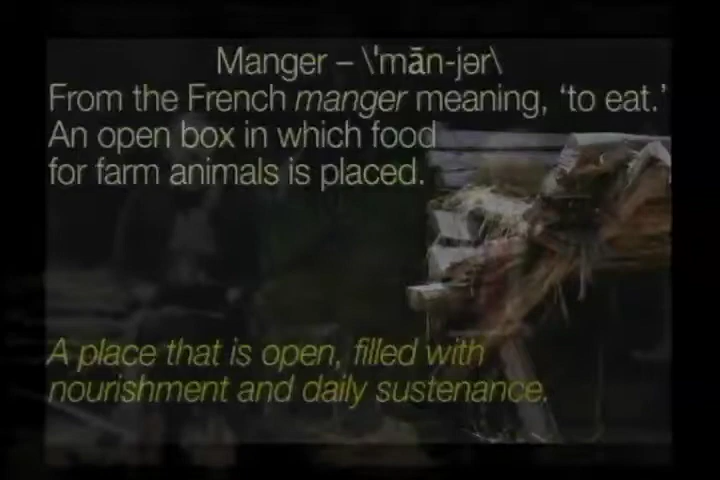 Manger – \'mān-jər\
From the French manger meaning, ‘to eat.’
An open box in which food
for farm animals is placed.
A place that is open, filled with
nourishment and daily sustenance.